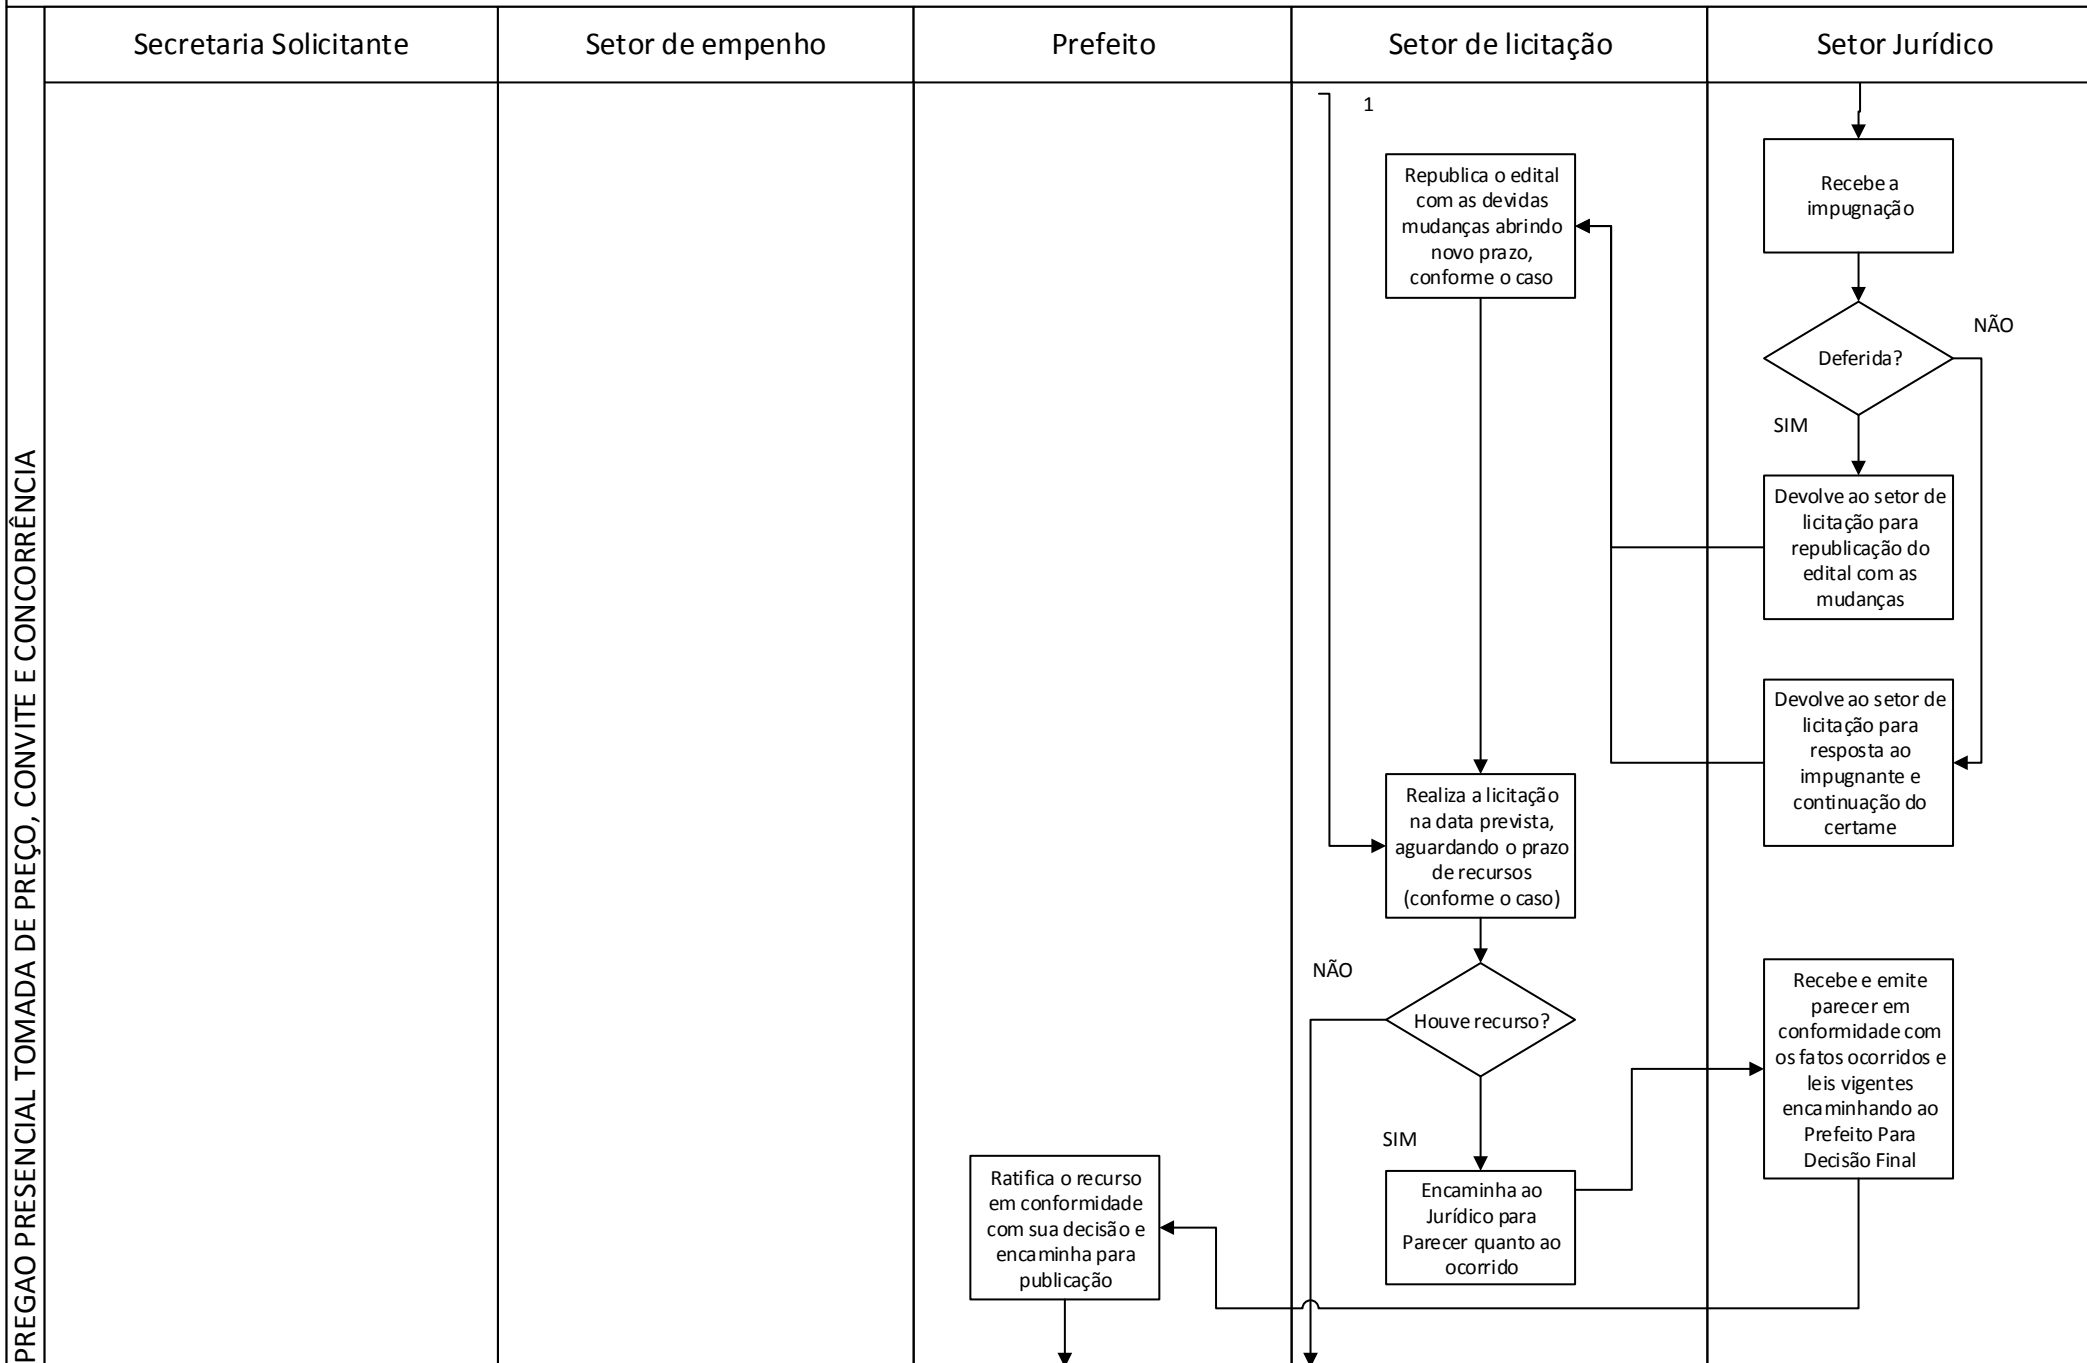 PREGAO PRESENCIAL TOMADA DE PREÇO, CONVITE E CONCORRÊNCIA
Secretaria Solicitante
Setor de empenho
Prefeito
Setor de licitação
Setor Jurídico
1
Republica o edital
com as devidas
mudanças abrindo
novo prazo,
conforme o caso
Recebe a
impugnação
Deferida?
NÃO
SIM
Devolve ao setor de
licitação para
republicação do
edital com as
mudanças
Devolve ao setor de
licitação para
resposta ao
impugnante e
continuação do
certame
Realiza a licitação
na data prevista,
aguardando o prazo
de recursos
(conforme o caso)
NÃO
Houve recurso?
SIM
Encaminha ao
Jurídico para
Parecer quanto ao
ocorrido
Recebe e emite
parecer em
conformidade com
os fatos ocorridos e
leis vigentes
encaminhando ao
Prefeito Para
Decisão Final
Ratifica o recurso
em conformidade
com sua decisão e
encaminha para
publicação